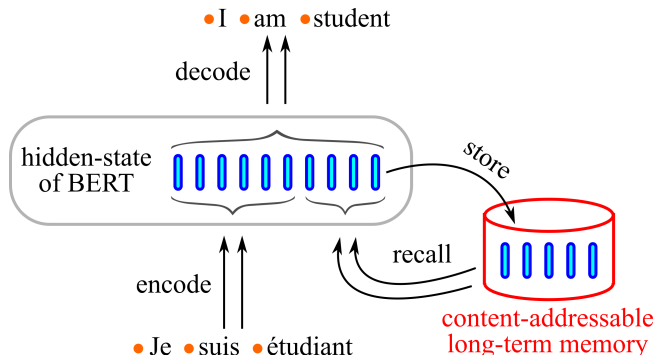 • I • am • student
decode
hidden-state
of BERT
store
recall
encode
content-addressable
long-term memory
• Je • suis • étudiant